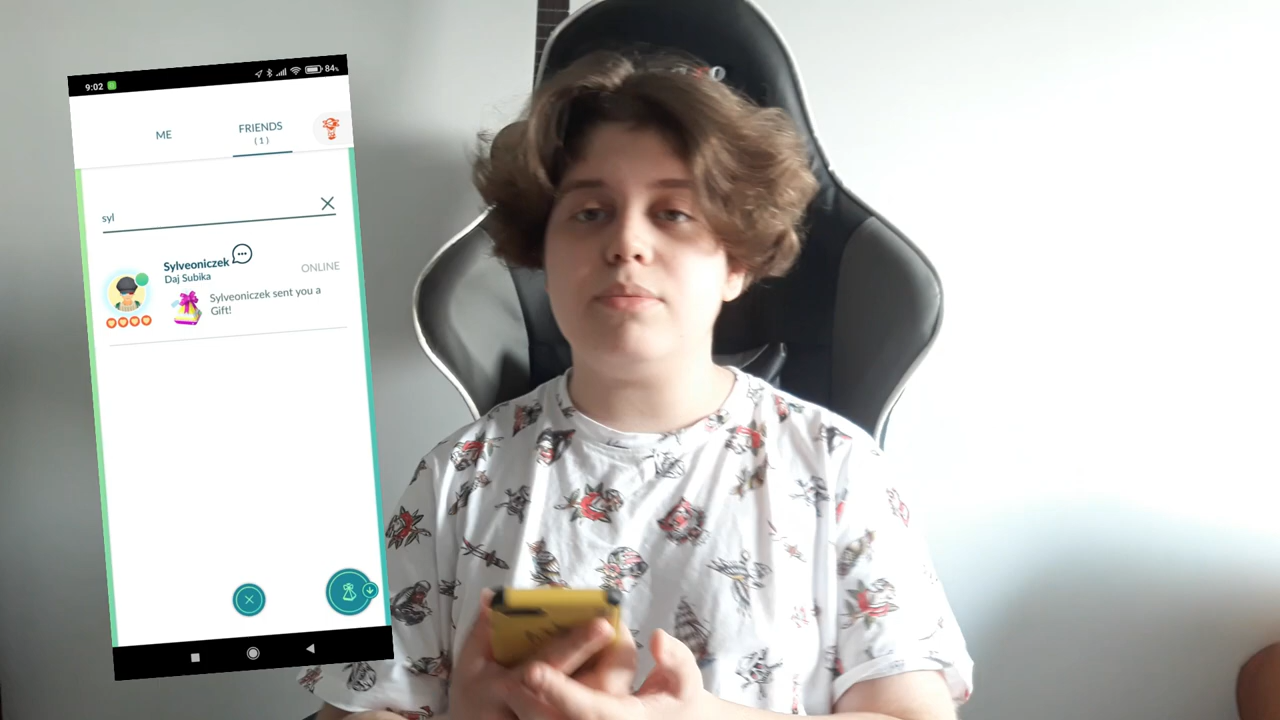 9:02
84%
ME
FRIENDS
(1)
syl
Sylveoniczek
Daj Subika
ONLINE
Sylveoniczek sent you a
Gift!